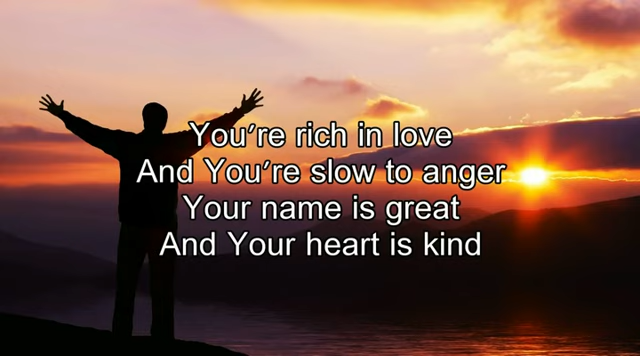 You're rich in love
And You're slow to anger
Your name is great
And Your heart is kind